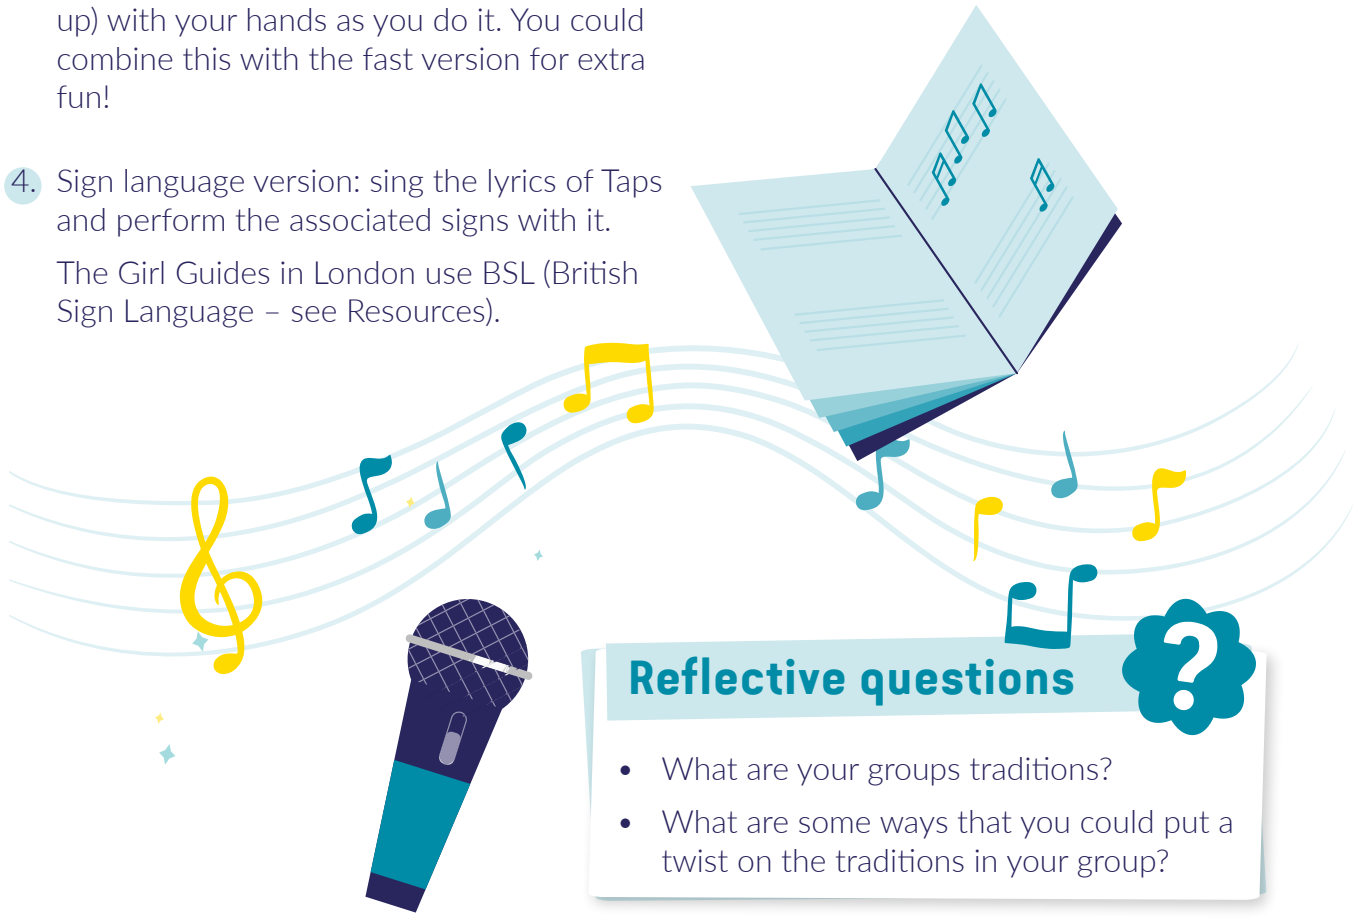 up) with your hands as you do it. You could
combine this with the fast version for extra
fun!
4. Sign language version: sing the lyrics of Taps
and perform the associated signs with it.
The Girl Guides in London use BSL (British
Sign Language – see Resources).
Reflective questions
?
• What are your groups traditions?
• What are some ways that you could put a
twist on the traditions in your group?